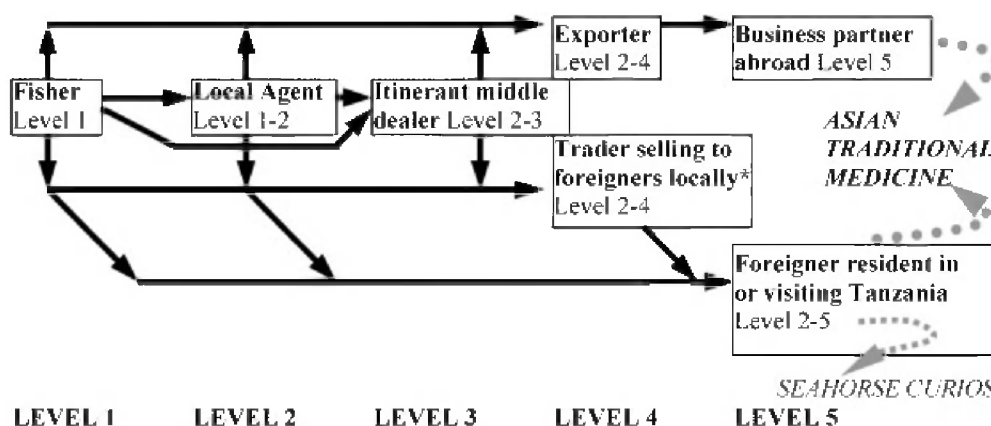 Exporter
Level 2-4
Business partner
abroad Level 5
Fisher
Level 1
Local Agent
Level 1-2
Itinerant middle
dealer Level 2-3
ASIAN
TRADITIONAL
MEDICINE
Trader selling to
foreigners locally*
Level 2-4
Foreigner resident in
or visiting Tanzania
Level 2-5
SEAHORSE CURIOS
LEVEL 1
LEVEL 2
LEVEL 3
LEVEL 4
LEVEL 5